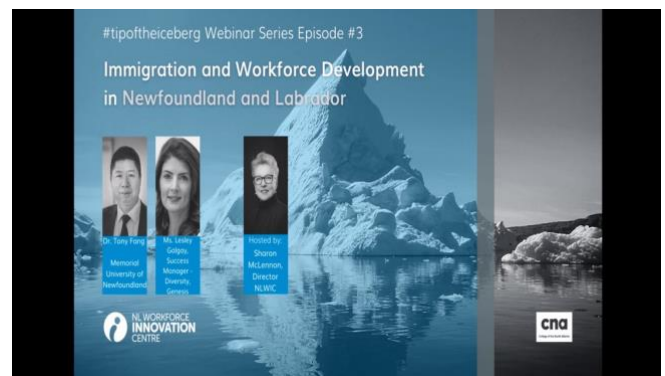 #tipoftheiceberg Webinar Series Episode #3
Immigration and Workforce Development
in Newfoundland and Labrador
Dr. Tony Fang
Memorial
University of
Newfoundland
Ms. Lesley
Galgay,
Success
Manager -
Diversity,
Genesis
Hosted by:
Sharon
McLennon,
Director
NLWIC
NL WORKFORCE
INNOVATION
CENTRE
cna